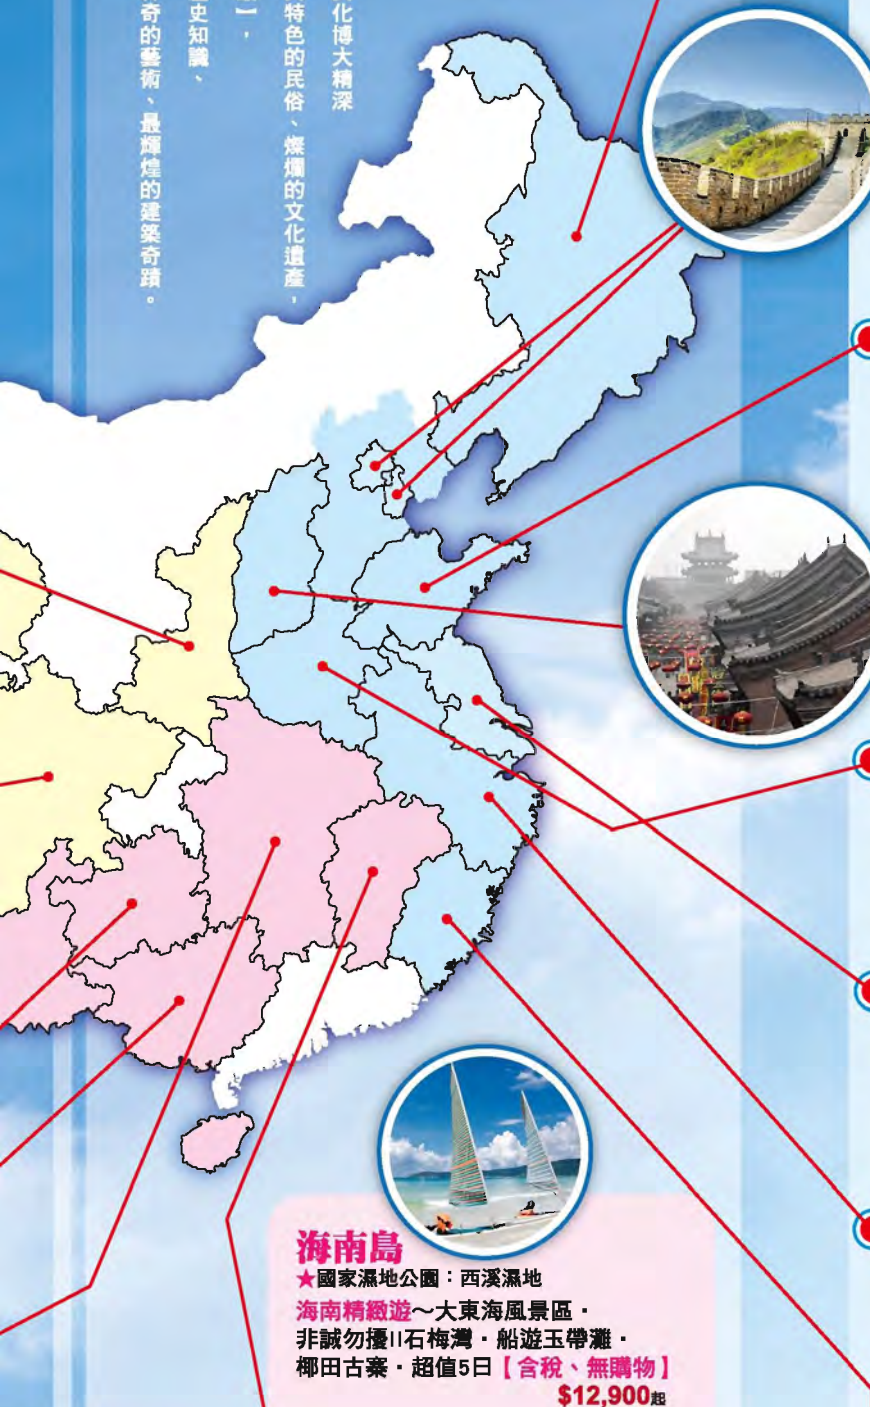 化博大精深
特色的民俗、燦爛的文化遺產，
】，
史知識、
奇的藝術、最輝煌的建築奇蹟。
海南島
★國家濕地公園：西溪濕地
海南精緻遊～大東海風景區‧
非誠勿擾II石梅灣‧船遊玉帶灘‧
椰田古寨‧超值5日【含稅、無購物】
$12,900起